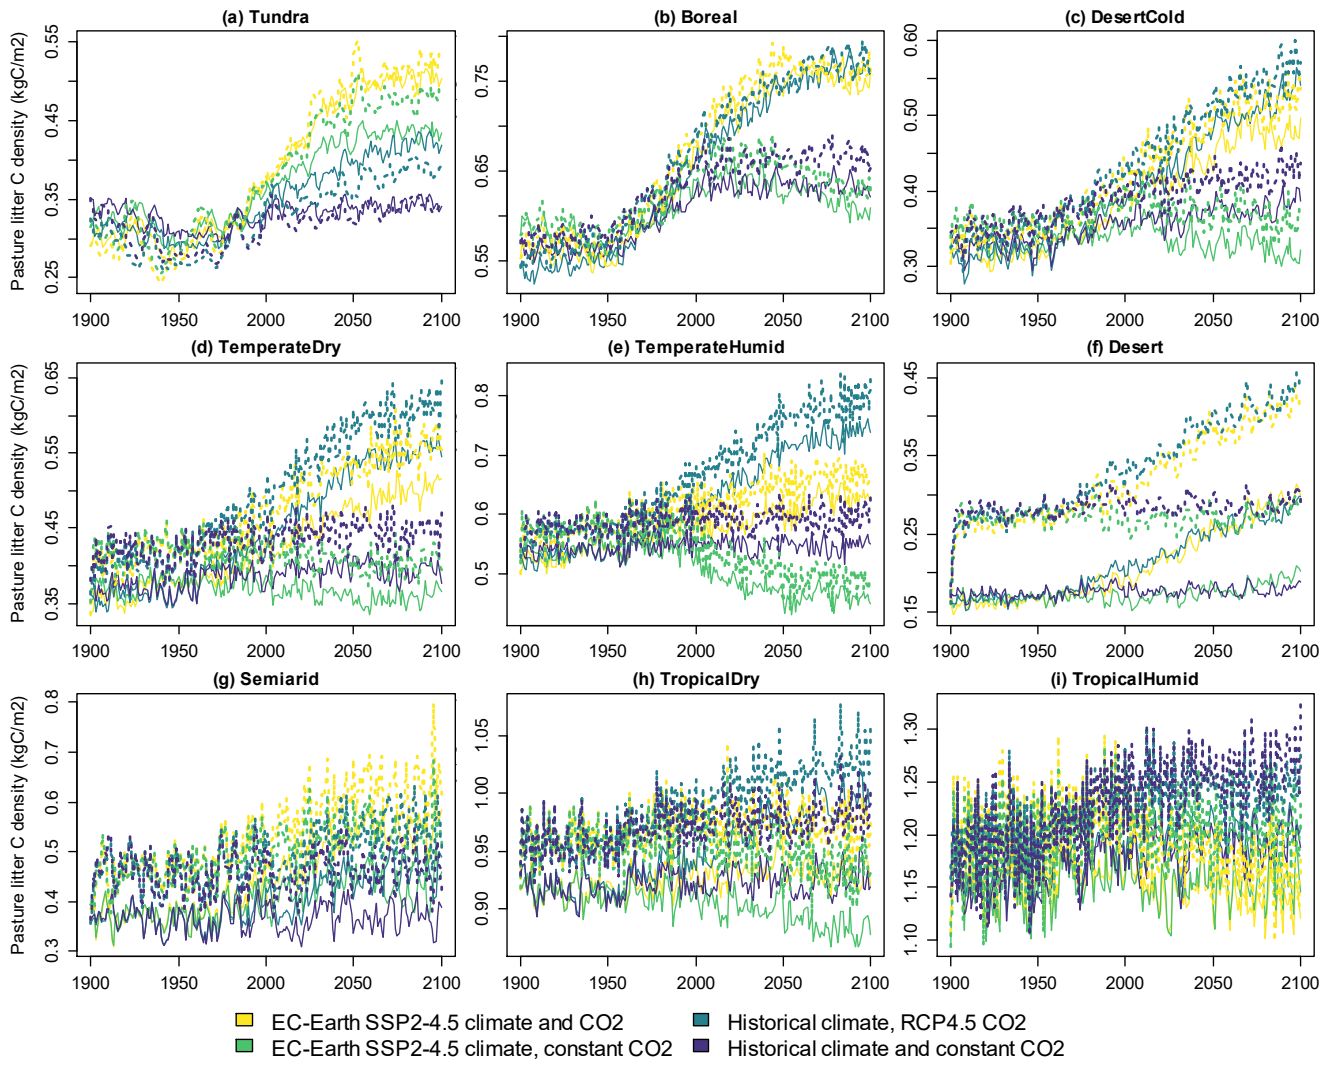 (a) Tundra
(b) Boreal
(c) DesertCold
Pasture litter C density (kgC/m2)
0.25 0.35 0.45 0.55
0.55 0.65 0.75
0.30 0.40 0.50 0.60
1900 1950 2000 2050 2100
1900 1950 2000 2050 2100
1900 1950 2000 2050 2100
(d) TemperateDry
(e) TemperateHumid
(f) Desert
Pasture litter C density (kgC/m2)
0.35 0.45 0.55 0.65
0.5 0.6 0.7 0.8
0.15 0.25 0.35 0.45
1900 1950 2000 2050 2100
1900 1950 2000 2050 2100
1900 1950 2000 2050 2100
(g) Semiarid
(h) TropicalDry
(i) TropicalHumid
Pasture litter C density (kgC/m2)
0.3 0.4 0.5 0.6 0.7 0.8
0.90 0.95 1.00 1.05
1.10 1.15 1.20 1.25 1.30
1900 1950 2000 2050 2100
1900 1950 2000 2050 2100
1900 1950 2000 2050 2100
EC-Earth SSP2-4.5 climate and CO2
Historical climate, RCP4.5 CO2
EC-Earth SSP2-4.5 climate, constant CO2
Historical climate and constant CO2